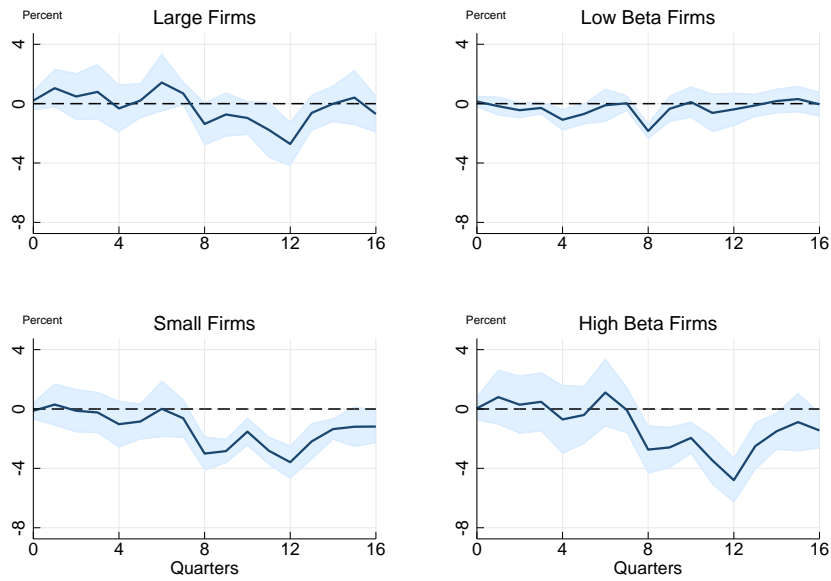 Percent
Large Firms
4
0
-4
-8
0 4 8 12 16
Percent
Low Beta Firms
4
0
-4
-8
0 4 8 12 16
Percent
Small Firms
4
0
-4
-8
0 4 8 12 16
Quarters
Percent
High Beta Firms
4
0
-4
-8
0 4 8 12 16
Quarters